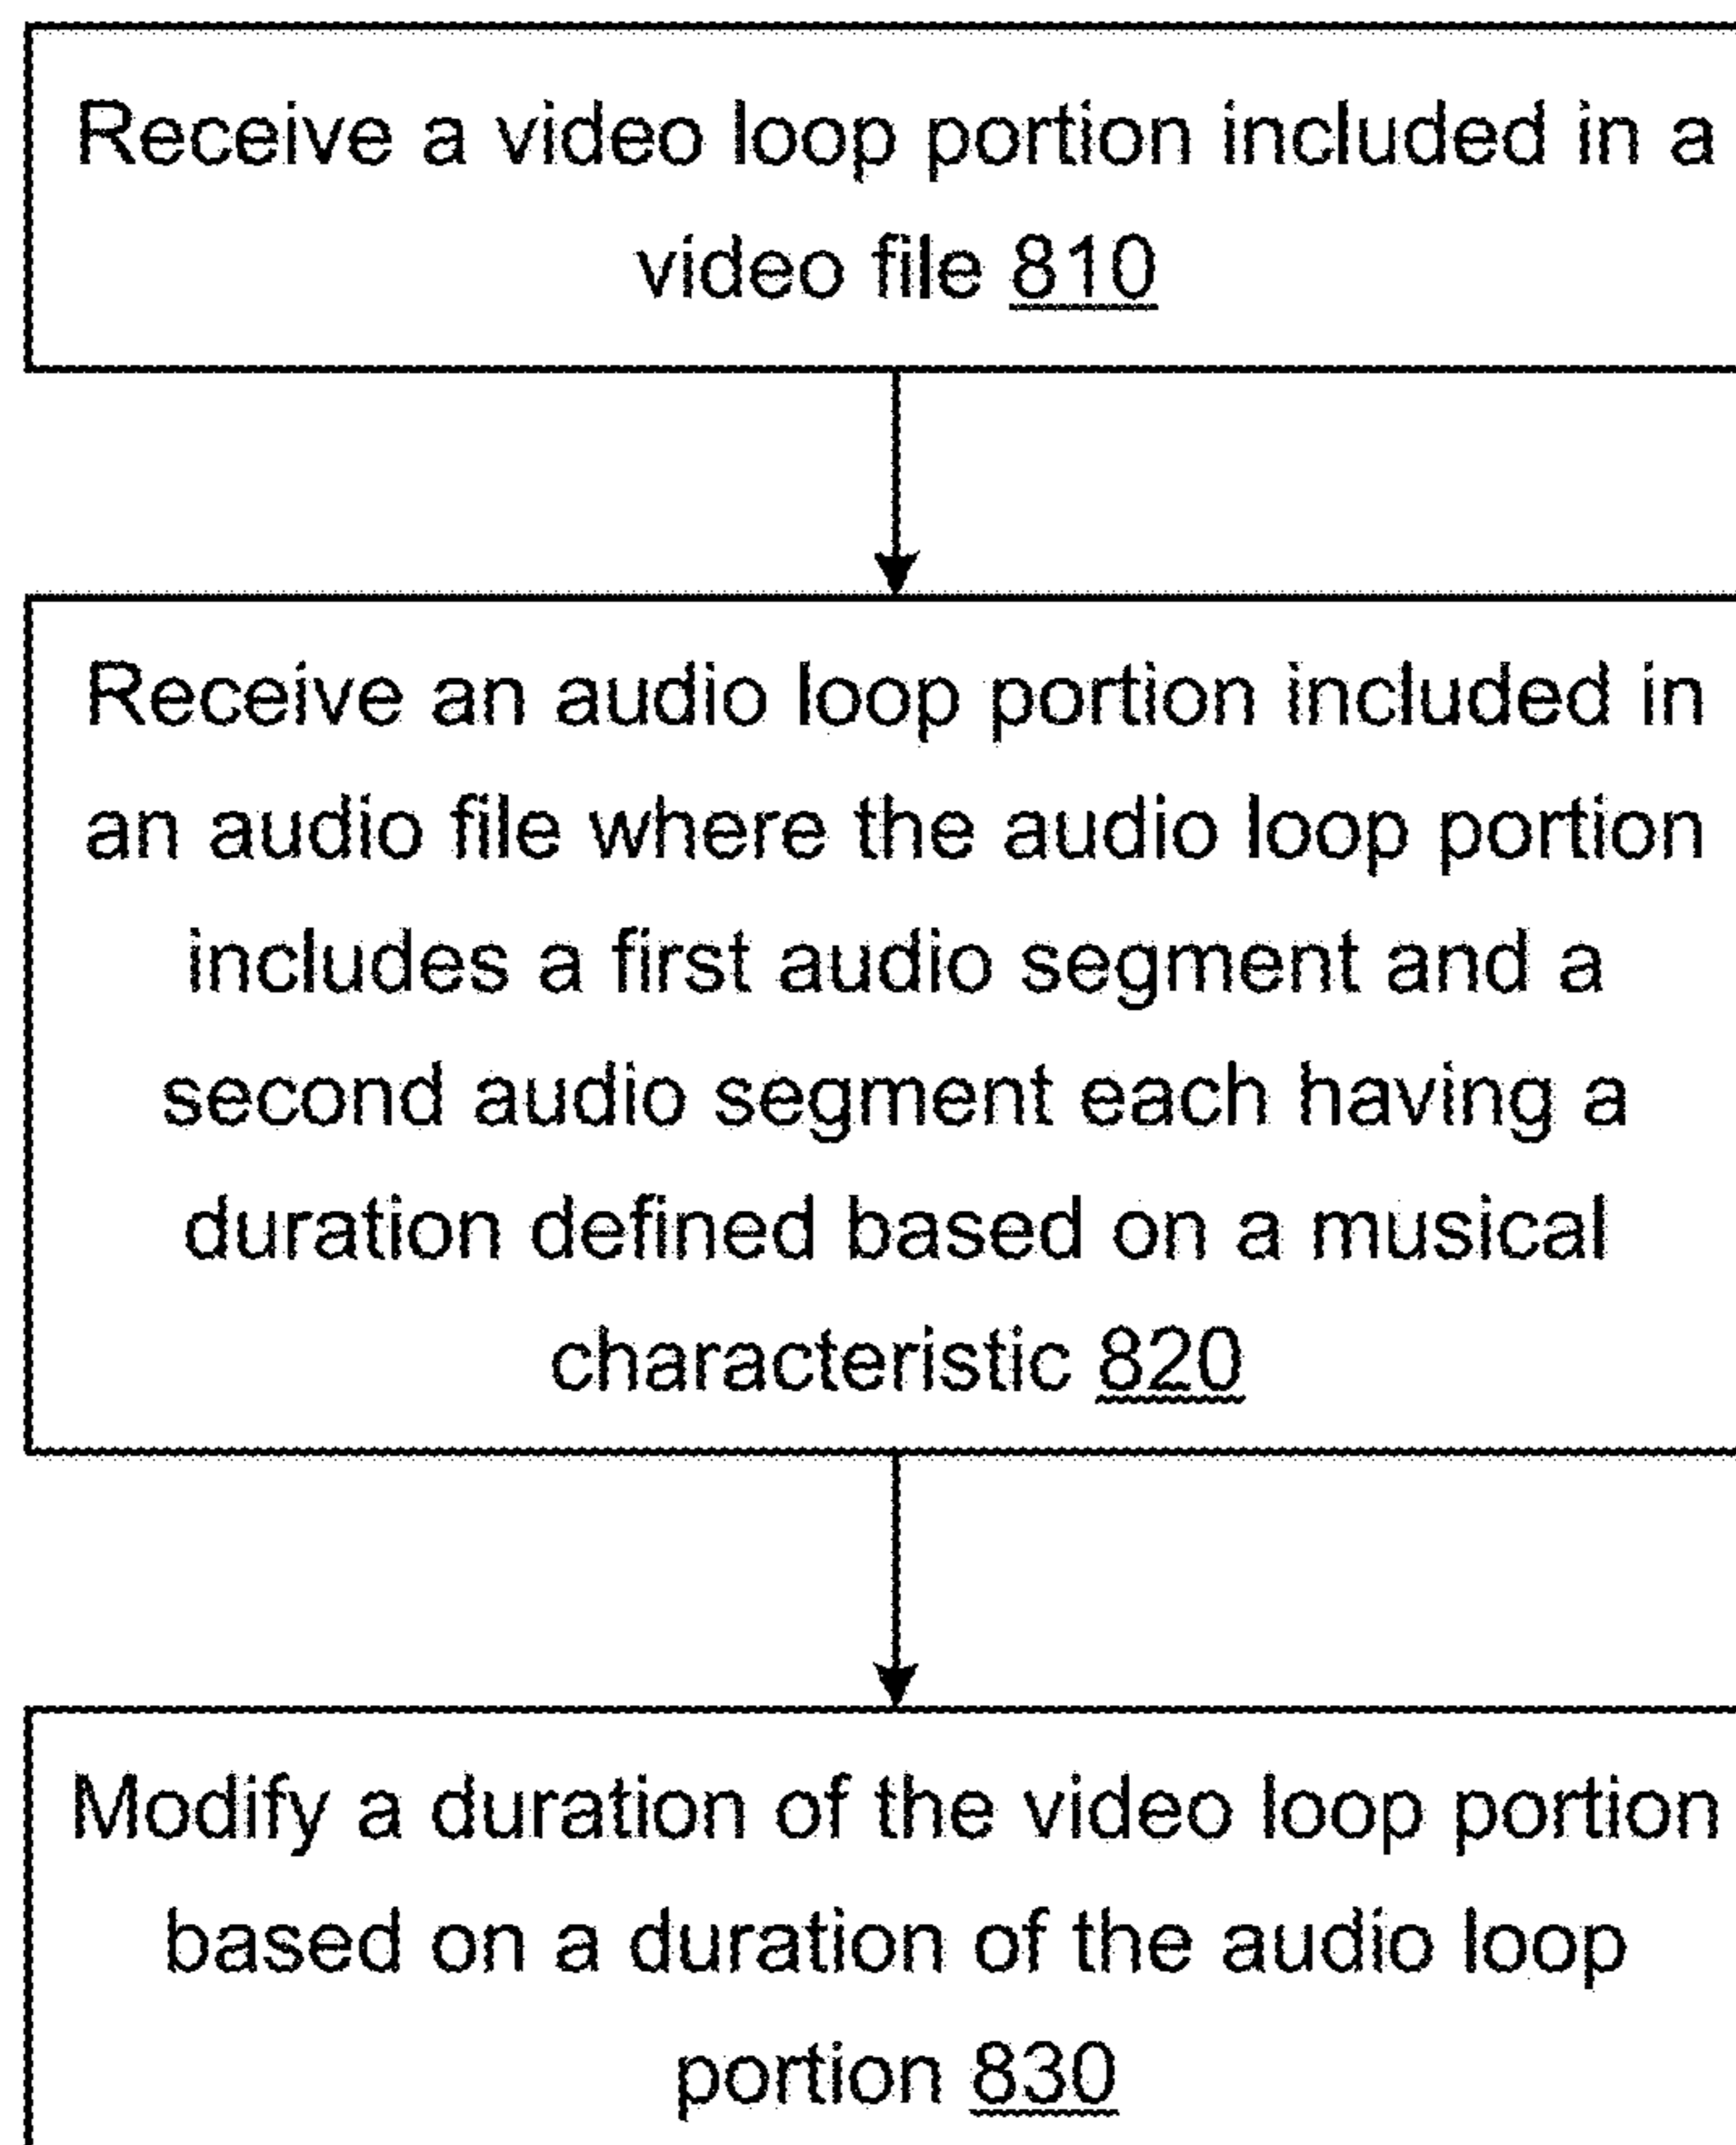 Receive a video loop portion included in a
video file 810
Receive an audio loop portion included in
an audio file where the audio loop portion
includes a first audio segment and a
second audio segment each having a
duration defined based on a musical
characteristic 820
Modify a duration of the video loop portion
based on a duration of the audio loop
portion 830